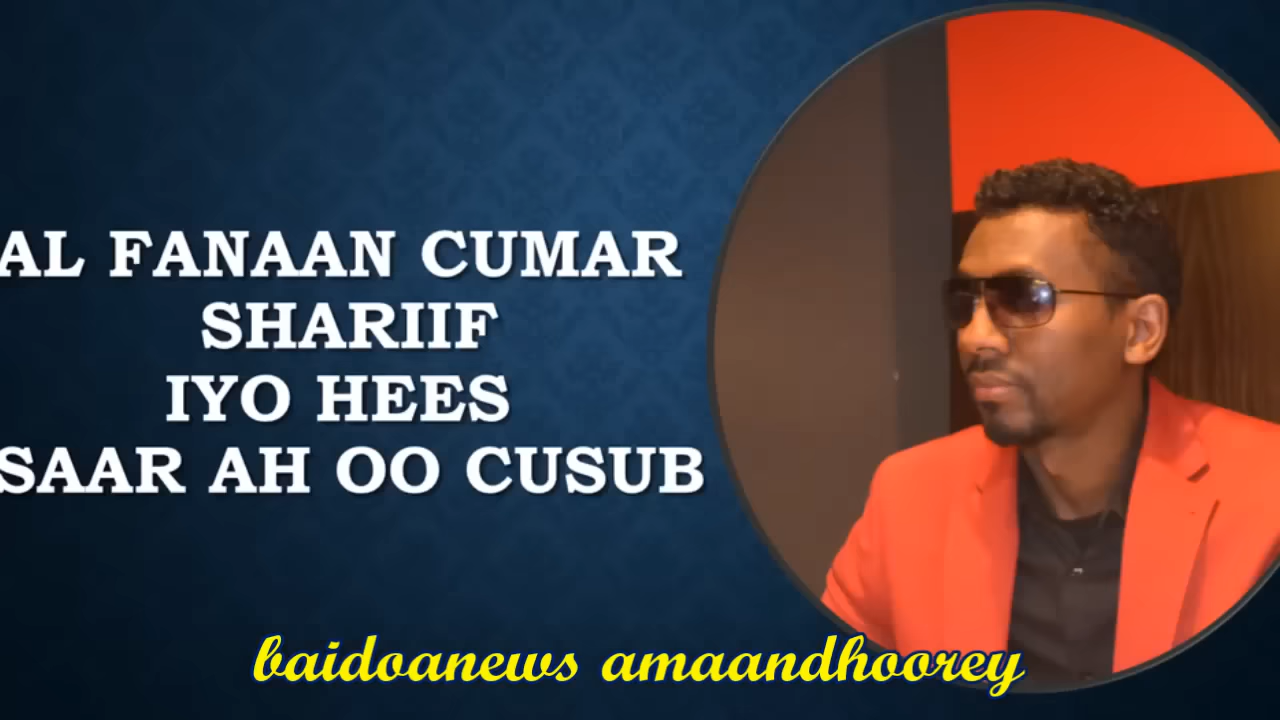 AL FANAAN CUMAR
SHARIIF
IYO HEES
SAAR AH OO CUSUB
baidoanews amaandhoorey